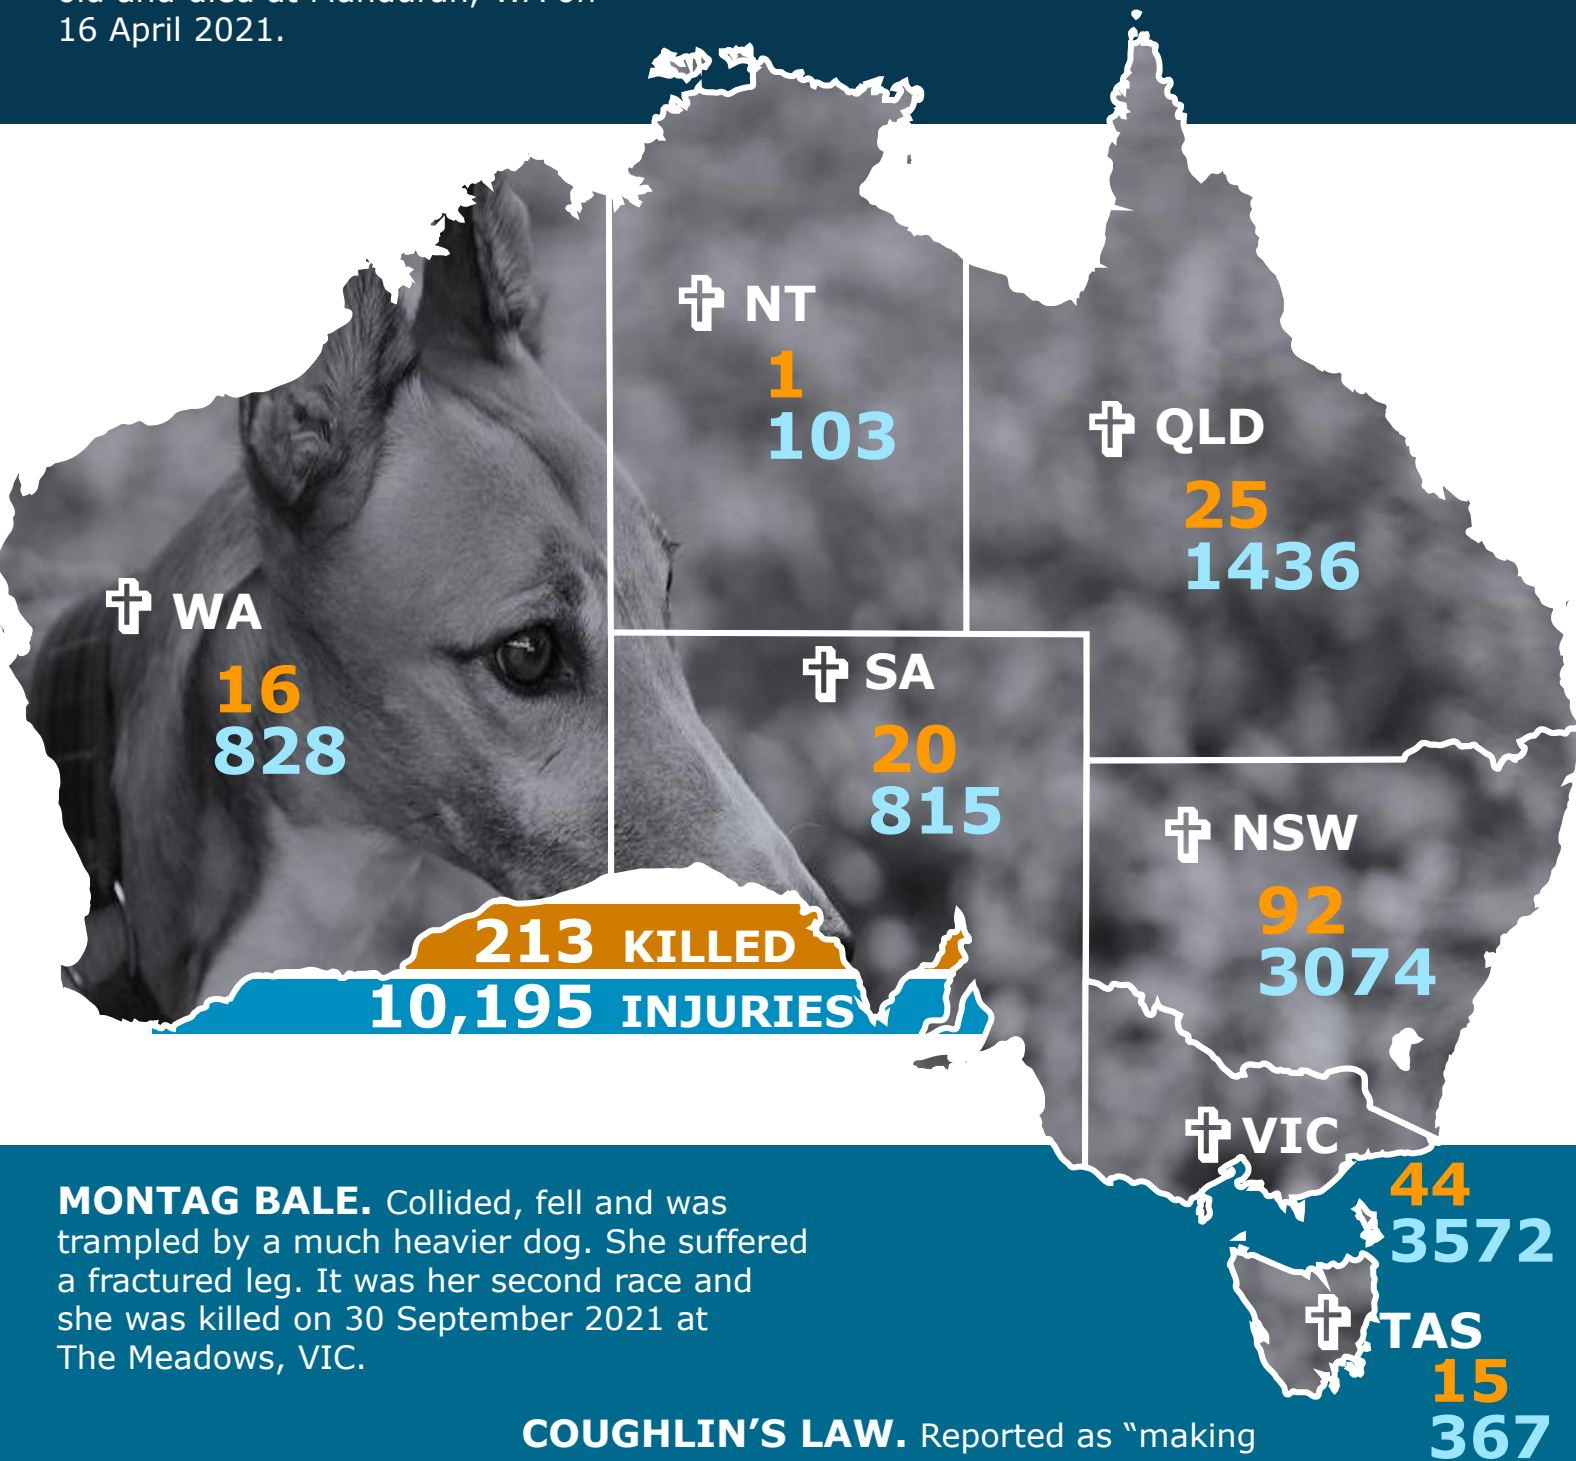 16 April 2021.
NT
1
103
QLD
25
1436
WA
16
828
SA
20
815
NSW
92
3074
213 KILLED
10,195 INJURIES
VIC
44
3572
MONTAG BALE. Collided, fell and was
trampled by a much heavier dog. She suffered
a fractured leg. It was her second race and
she was killed on 30 September 2021 at
The Meadows, VIC.
TAS
15
367
COUGHLIN’S LAW. Reported as “making